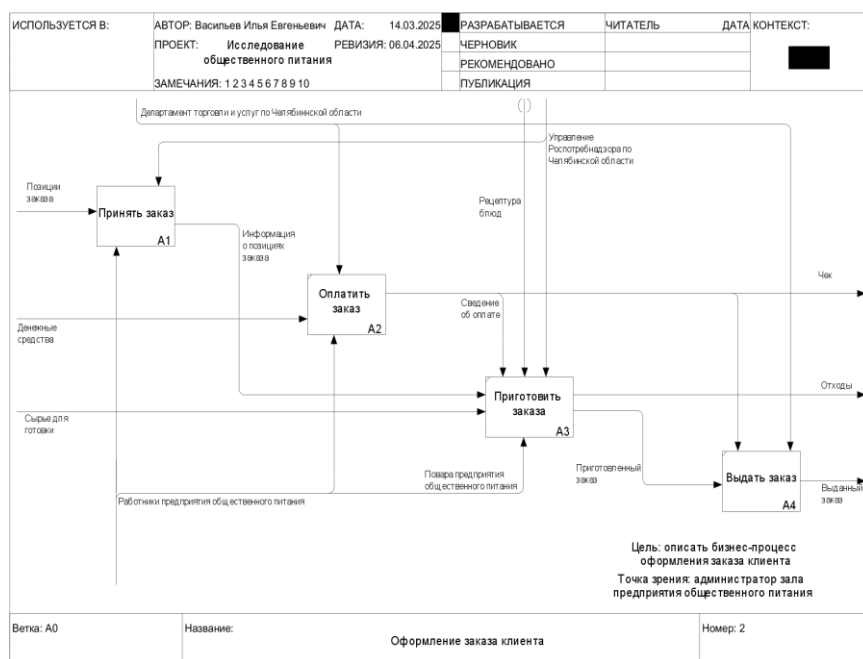 ИСПОЛЬЗУЕТСЯ В:
АВТОР: Васильев Илья Евгеньевич
ДАТА: 14.03.2025
РАЗРАБАТЫВАЕТСЯ
ЧИТАТЕЛЬ
ДАТА
КОНТЕКСТ:
ПРОЕКТ: Исследование
общественного питания
РЕВИЗИЯ: 06.04.2025
ЧЕРНОВИК
РЕКОМЕНДОВАНО
ЗАМЕЧАНИЯ: 1 2 3 4 5 6 7 8 9 10
ПУБЛИКАЦИЯ
Департамент торговли и услуг по Челябиннской области
Управление
Роспотребнадзора по
Челябинской области
Позиции
заказа
Принять заказ
A1
Рецептура
блюд
Информация
о позициях
заказа
Чек
Оплатить
заказ
A2
Сведение
об оплате
Денежные
средства
Отходы
Приготовить
заказа
A3
Сырье для
готовки
Повара предприятия
общественного питания
Приготовленный
заказ
Выдать заказ
A4
Выданный
заказ
Работники предприятия общественного питания
Цель: описать бизнес-процесс
оформления заказа клиента
Точка зрения: администратор зала
предприятия общественного питания
Ветка: A0
Название:
Оформление заказа клиента
Номер: 2